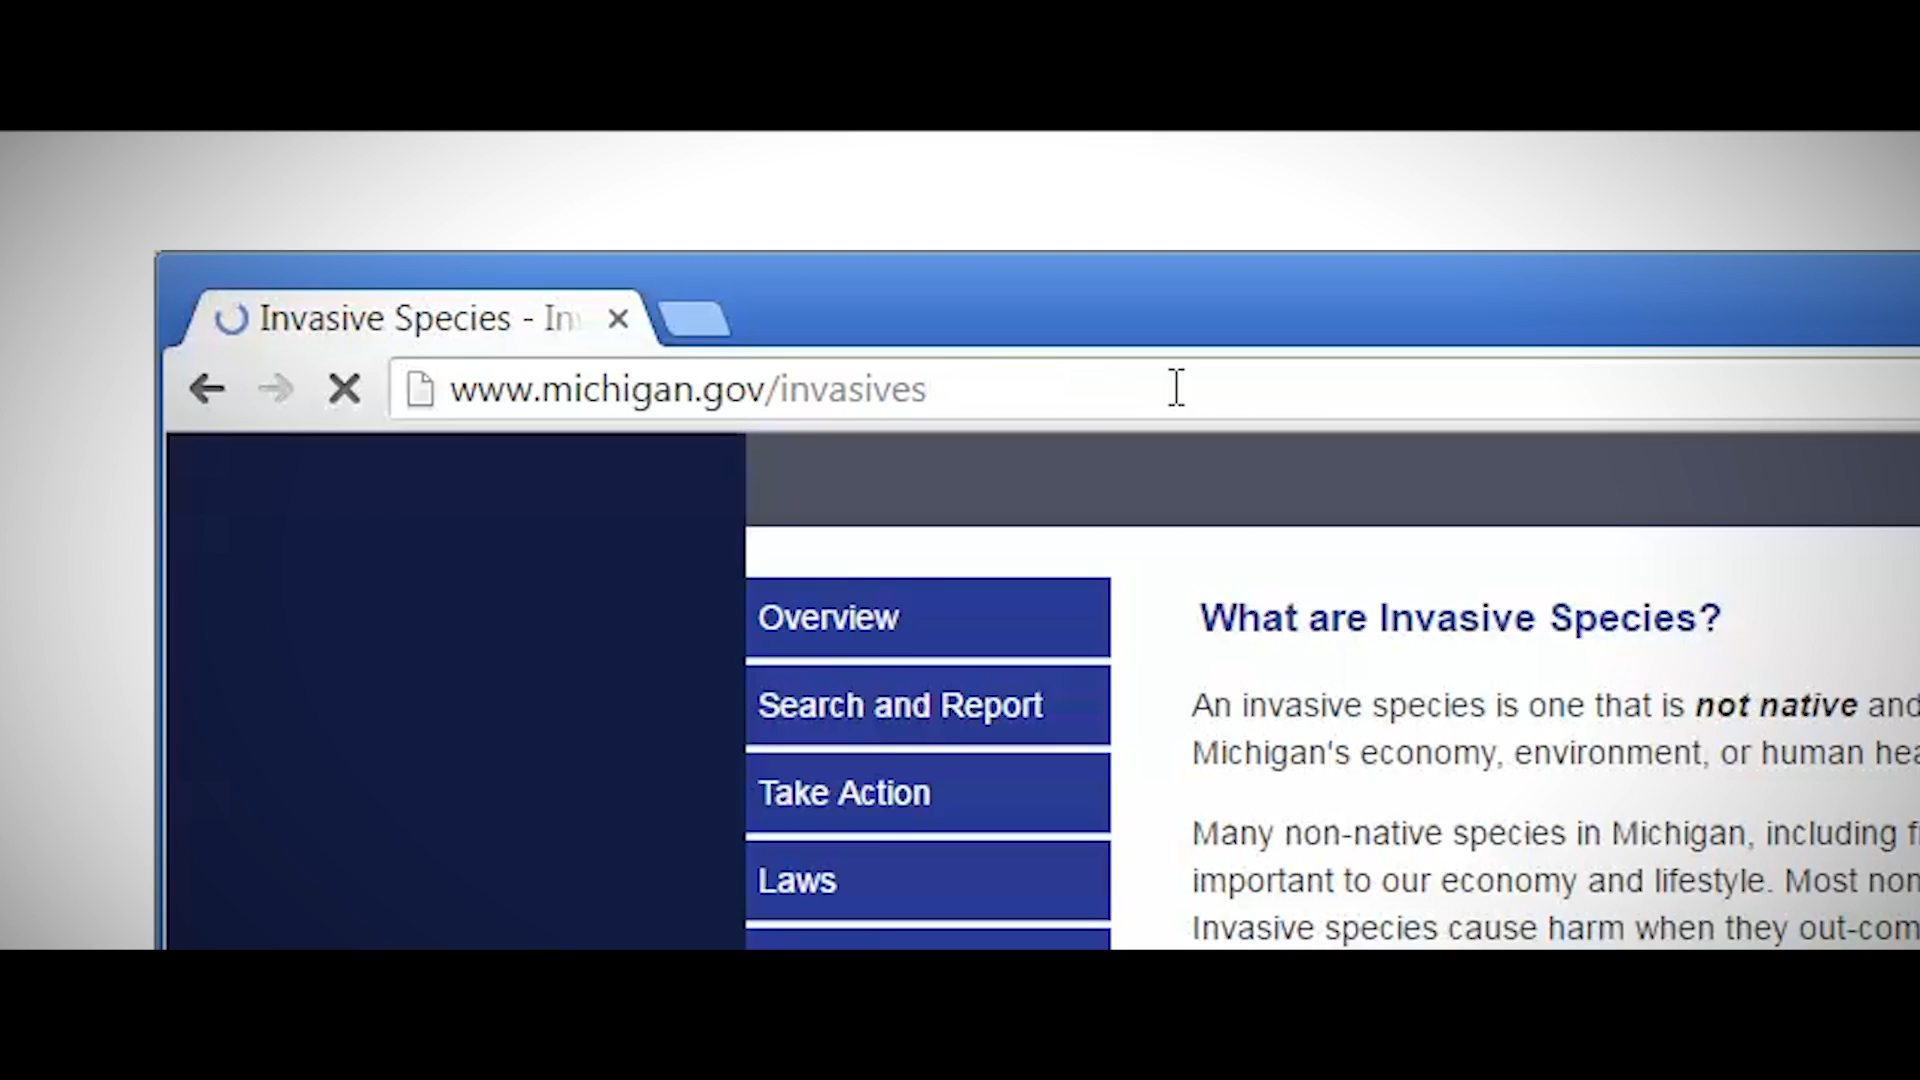 Invasive Species - In
www.michigan.gov/invasives
Overview
Search and Report
Take Action
Laws
What are Invasive Species?
An invasive species is one that is not native and
Michigan's economy, environment, or human hea
Many non-native species in Michigan, including f
important to our economy and lifestyle. Most non
Invasive species cause harm when they out-com